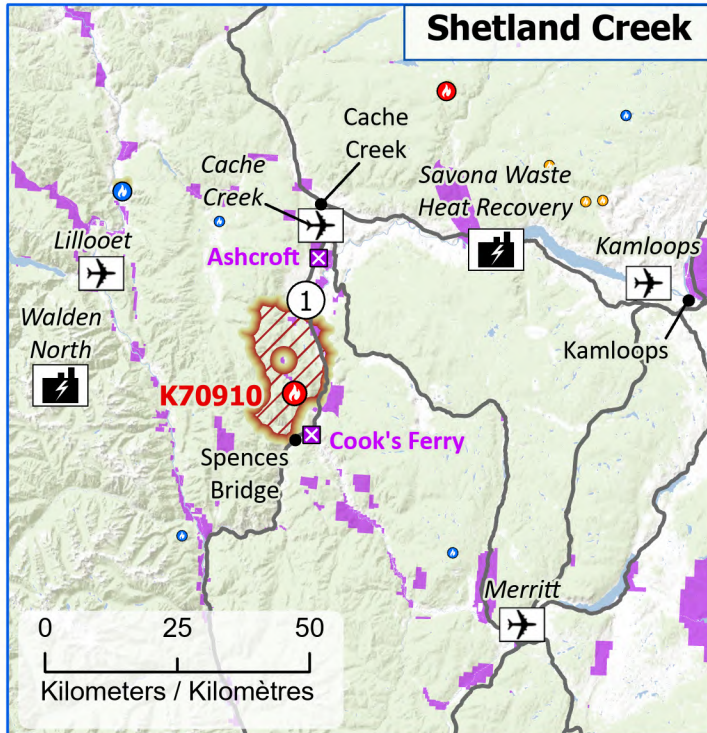 Shetland Creek
Cache
Creek
Cache
Creek
Savona Waste
Heat Recovery
Lillooet
Ashcroft
Kamloops
1
Walden
North
Kamloops
K70910
Cook's Ferry
Spences
Bridge
Merritt
0 25 50
Kilometers / Kilomètres